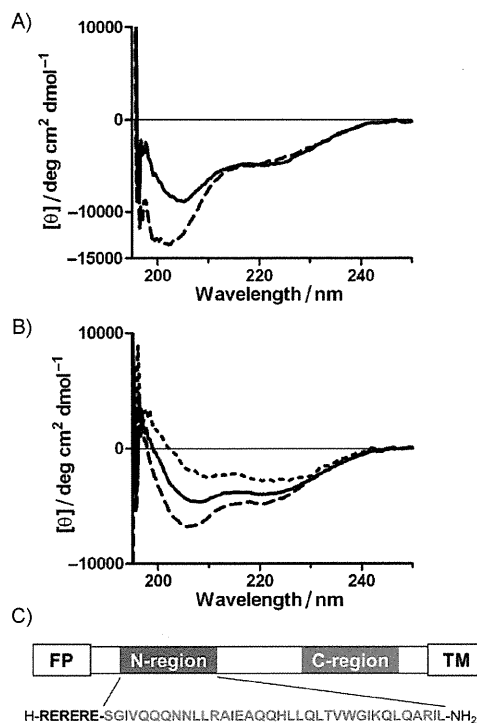 A)
10000
0
−10000
−15000
[θ] / deg cm² dmol⁻¹
200 220 240
Wavelength / nm
B)
10000
0
−10000
[θ] / deg cm² dmol⁻¹
200 220 240
Wavelength / nm
C)
FP N-region C-region TM
H-RERERE-SGIVQQQNNLLRAIEAQQHLLQLTVWGIKQLQARIL-NH₂